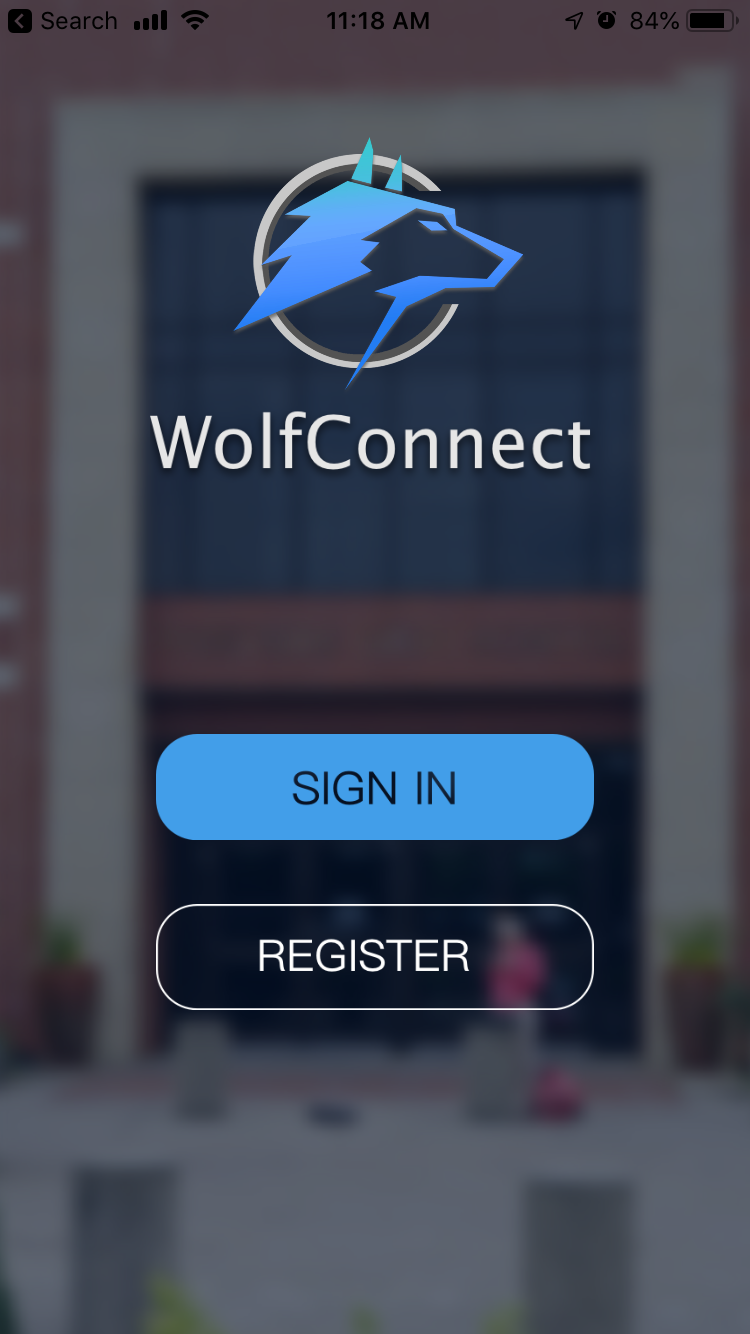 Search 11:18 AM 84%
WolfConnect
SIGN IN
REGISTER